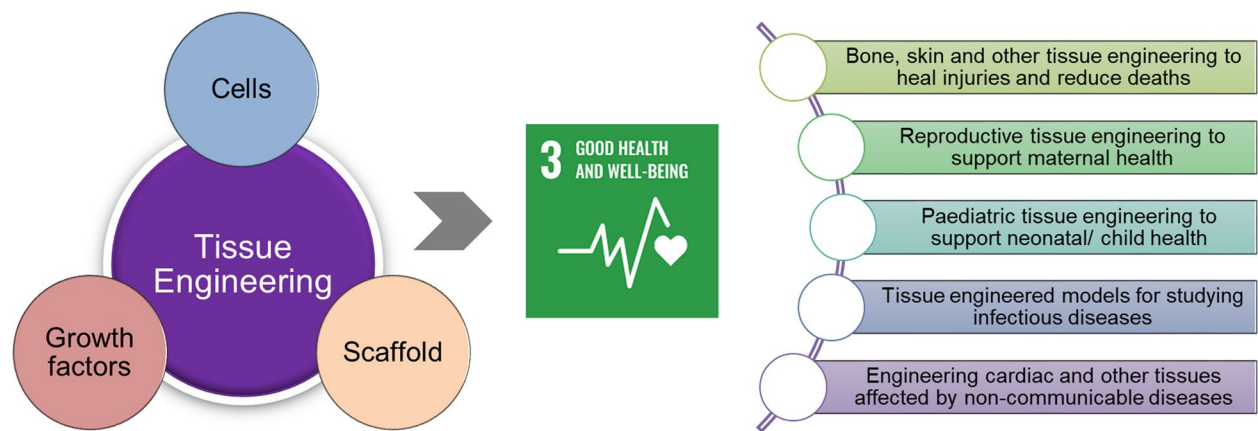 Cells
Tissue
Engineering
Growth
factors
Scaffold
3 GOOD HEALTH
AND WELL-BEING
Bone, skin and other tissue engineering to
heal injuries and reduce deaths
Reproductive tissue engineering to
support maternal health
Paediatric tissue engineering to
support neonatal/ child health
Tissue engineered models for studying
infectious diseases
Engineering cardiac and other tissues
affected by non-communicable diseases